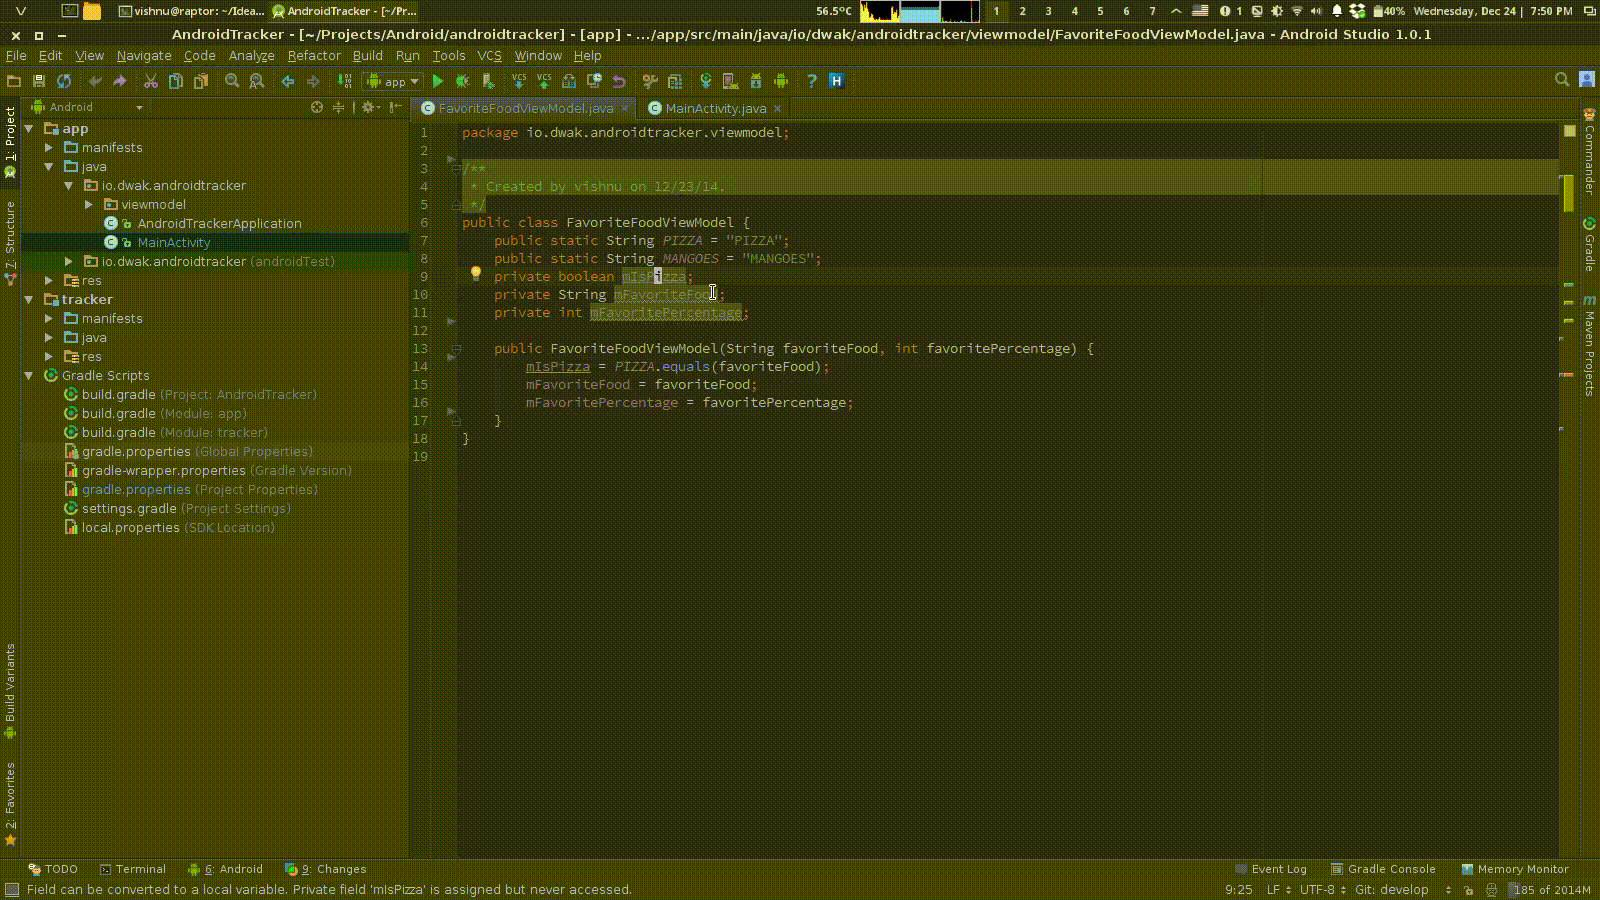 vishnu@raptor: ~/Idea...
AndroidTracker - [~/Pr...
56.5°C
1 2 3 4 5 6 7
1
40%
Wednesday, Dec 24 | 7:50 PM
AndroidTracker - [~/Projects/Android/androidtracker] - [app] - .../app/src/main/java/io/dwak/androidtracker/viewmodel/FavoriteFoodViewModel.java - Android Studio 1.0.1
File Edit View Navigate Code Analyze Refactor Build Run Tools VCS Window Help
app
VCS VCS
? H
Android
FavoriteFoodViewModel.java
MainActivity.java
1: Project
7: Structure
Build Variants
2: Favorites
app
manifests
java
io.dwak.androidtracker
viewmodel
AndroidTrackerApplication
MainActivity
io.dwak.androidtracker (androidTest)
res
tracker
manifests
java
res
Gradle Scripts
build.gradle (Project: AndroidTracker)
build.gradle (Module: app)
build.gradle (Module: tracker)
gradle.properties (Global Properties)
gradle-wrapper.properties (Gradle Version)
gradle.properties (Project Properties)
settings.gradle (Project Settings)
local.properties (SDK Location)
1 package io.dwak.androidtracker.viewmodel;
2
3 /**
4  * Created by vishnu on 12/23/14.
5  */
6 public class FavoriteFoodViewModel {
7     public static String PIZZA = "PIZZA";
8     public static String MANGOES = "MANGOES";
9     private boolean mIsPizza;
10     private String mFavoriteFood;
11     private int mFavoritePercentage;
12
13     public FavoriteFoodViewModel(String favoriteFood, int favoritePercentage) {
14         mIsPizza = PIZZA.equals(favoriteFood);
15         mFavoriteFood = favoriteFood;
16         mFavoritePercentage = favoritePercentage;
17     }
18 }
19
Commander
Gradle
m Maven Projects
TODO
Terminal
6: Android
9: Changes
Event Log
Gradle Console
Memory Monitor
Field can be converted to a local variable. Private field 'mIsPizza' is assigned but never accessed.
9:25 LF UTF-8 Git: develop
185 of 2014M